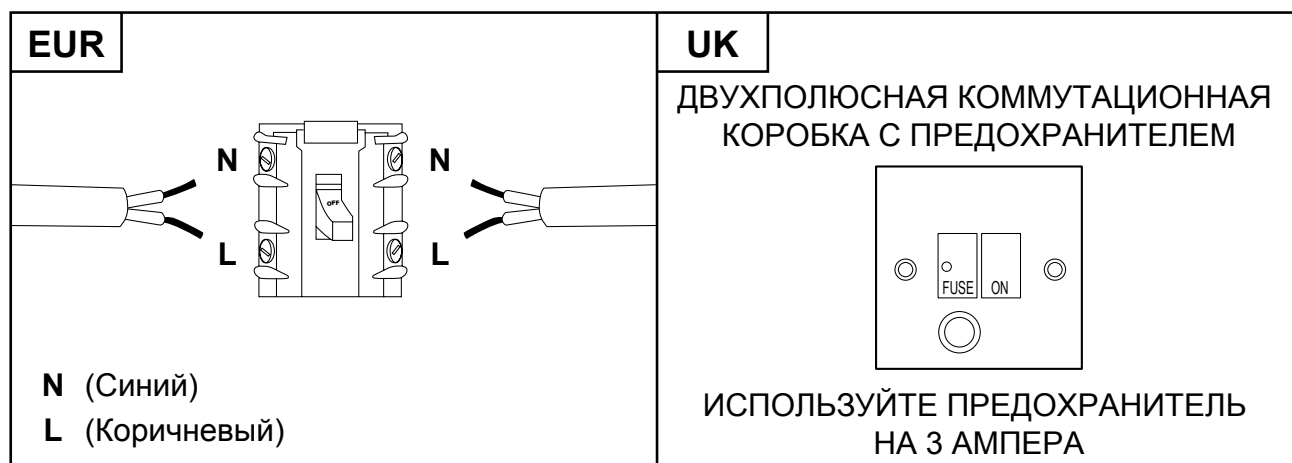 EUR
N
N
OFF
L
L
N (Синий)
L (Коричневый)
UK
ДВУХПОЛЮСНАЯ КОММУТАЦИОННАЯ
КОРОБКА С ПРЕДОХРАНИТЕЛЕМ
FUSE ON
ИСПОЛЬЗУЙТЕ ПРЕДОХРАНИТЕЛЬ
НА 3 АМПЕРА